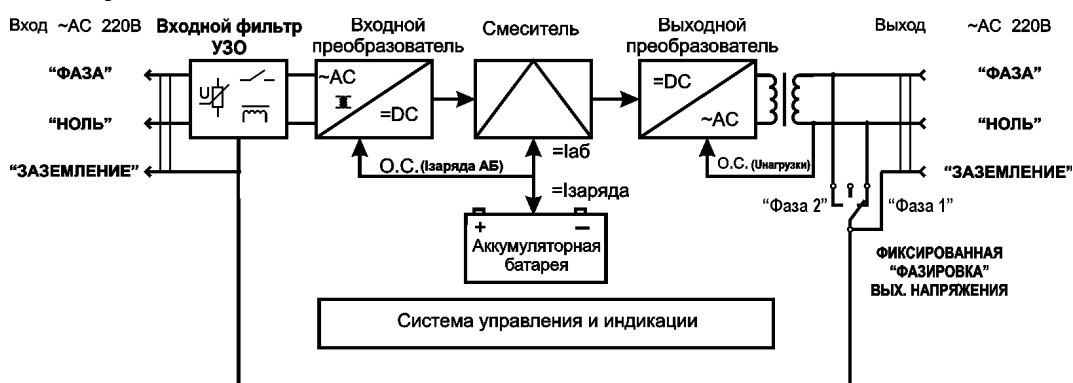 Вход ~АС 220В
Входной фильтр
УЗО
Входной
преобразователь
Смеситель
Выходной
преобразователь
Выход ~АС 220В
“ФАЗА”
“НОЛЬ”
“ЗАЗЕМЛЕНИЕ”
U
~AC
=DC
=DC
~AC
“ФАЗА”
“НОЛЬ”
“ЗАЗЕМЛЕНИЕ”
О.С. (Iзаряда АБ)
=Iаб
=Iзаряда
О.С. (Uнагрузки)
“Фаза 2”
“Фаза 1”
+ –
Аккумуляторная
батарея
ФИКСИРОВАННАЯ
“ФАЗИРОВКА”
ВЫХ. НАПРЯЖЕНИЯ
Система управления и индикации